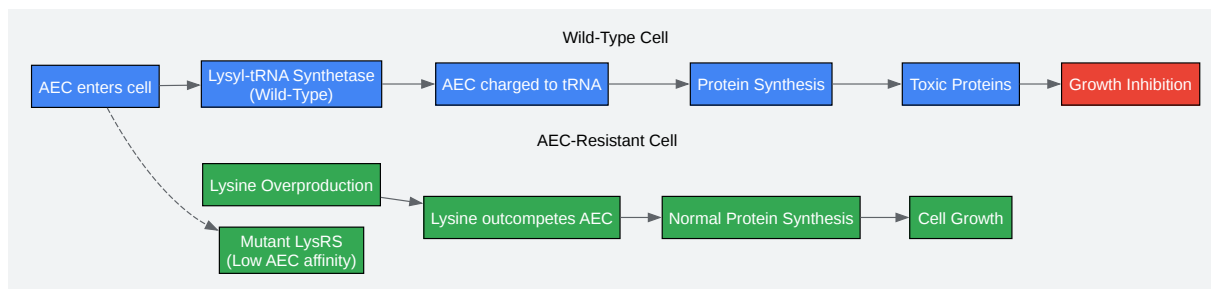 Wild-Type Cell
AEC enters cell
Lysyl-tRNA Synthetase
(Wild-Type)
AEC charged to tRNA
Protein Synthesis
Toxic Proteins
Growth Inhibition
AEC-Resistant Cell
Lysine Overproduction
Lysine outcompetes AEC
Normal Protein Synthesis
Cell Growth
Mutant LysRS
(Low AEC affinity)